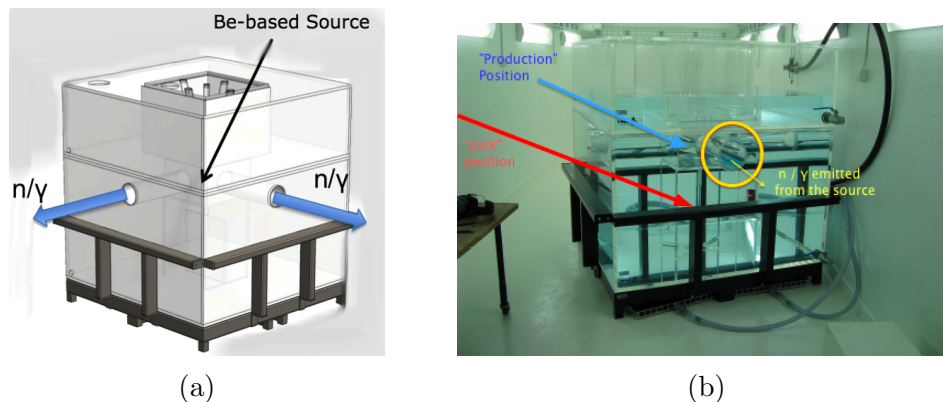 Be-based Source
n/γ
n/γ
"Production"
Position
"park"
position
n / γ emitted
from the source
(a)
(b)